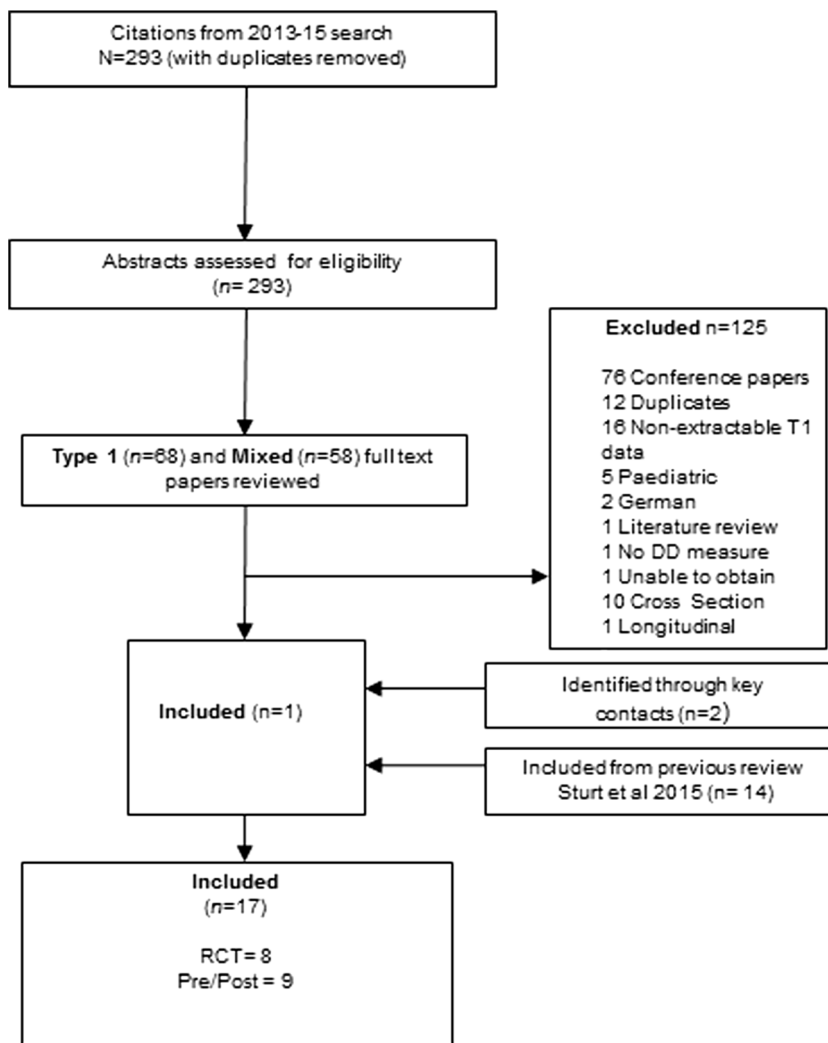 Citations from 2013-15 search
N=293 (with duplicates removed)
Abstracts assessed for eligibility
(n= 293)
Excluded n=125
76 Conference papers
12 Duplicates
16 Non-extractable T1
data
5 Paediatric
2 German
1 Literature review
1 No DD measure
1 Unable to obtain
10 Cross Section
1 Longitudinal
Type 1 (n=68) and Mixed (n=58) full text
papers reviewed
Included (n=1)
Identified through key
contacts (n=2)
Included from previous review
Sturt et al 2015 (n= 14)
Included
(n=17)
RCT= 8
Pre/Post = 9